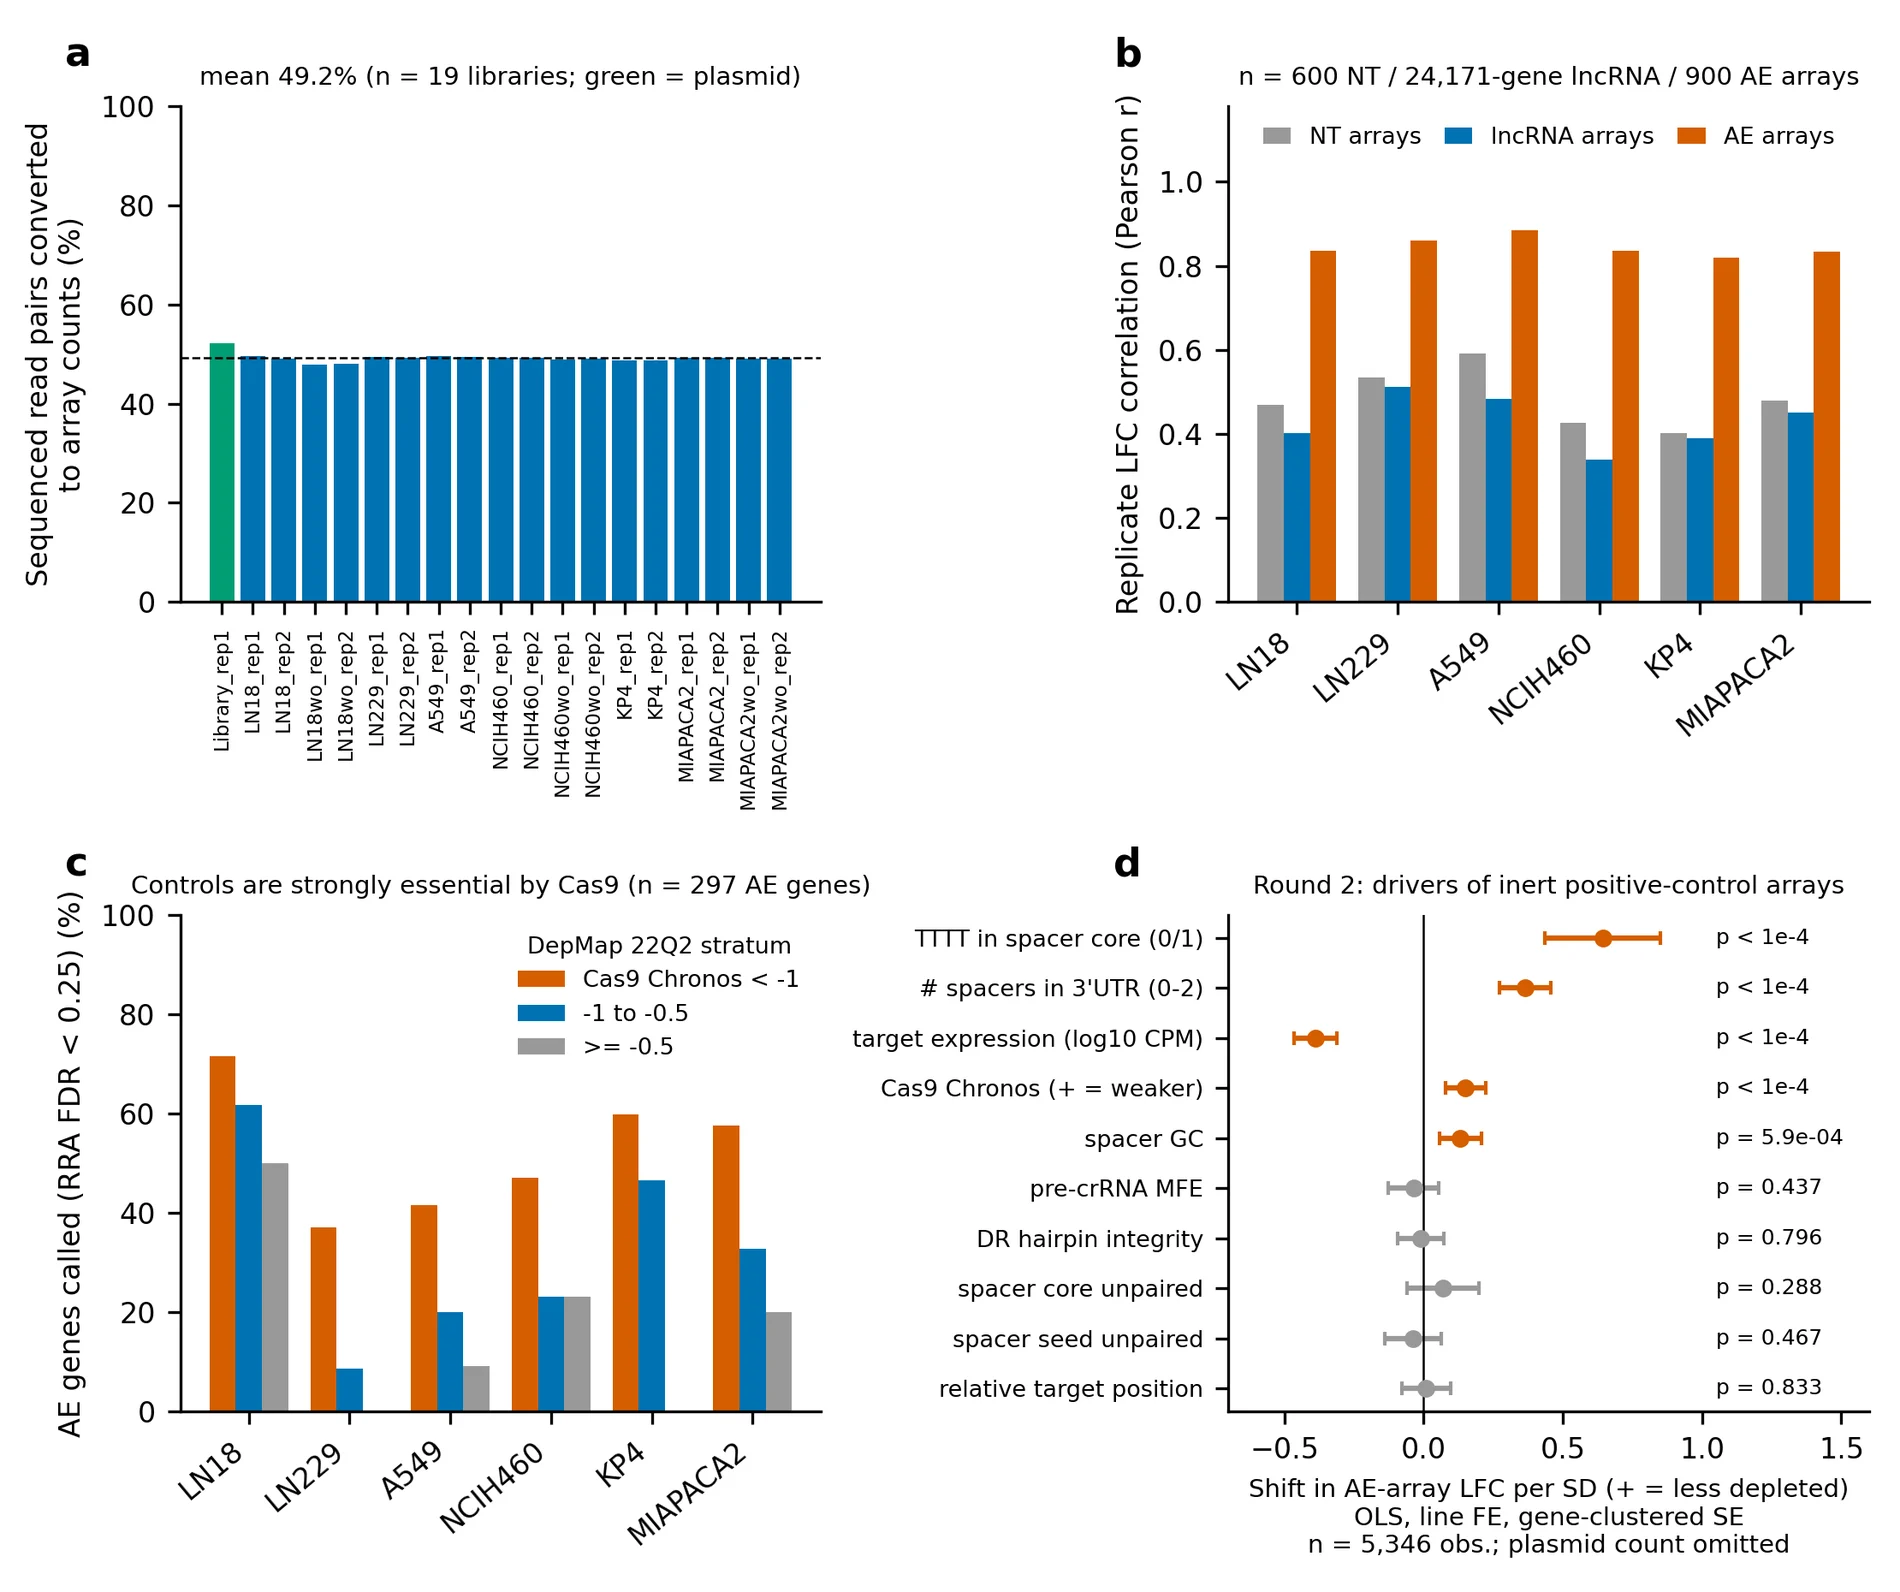 a
mean 49.2% (n = 19 libraries; green = plasmid)
Sequenced read pairs converted
to array counts (%)
100
80
60
40
20
0
Library_rep1
LN18_rep1
LN18_rep2
LN18wo_rep1
LN18wo_rep2
LN229_rep1
LN229_rep2
A549_rep1
A549_rep2
NCIH460_rep1
NCIH460_rep2
NCIH460wo_rep1
NCIH460wo_rep2
KP4_rep1
KP4_rep2
MIAPACA2_rep1
MIAPACA2_rep2
MIAPACA2wo_rep1
MIAPACA2wo_rep2
b
n = 600 NT / 24,171-gene lncRNA / 900 AE arrays
Replicate LFC correlation (Pearson r)
NT arrays
lncRNA arrays
AE arrays
1.0
0.8
0.6
0.4
0.2
0.0
LN18
LN229
A549
NCIH460
KP4
MIAPACA2
c
Controls are strongly essential by Cas9 (n = 297 AE genes)
AE genes called (RRA FDR < 0.25) (%)
DepMap 22Q2 stratum
Cas9 Chronos < -1
-1 to -0.5
>= -0.5
100
80
60
40
20
0
LN18
LN229
A549
NCIH460
KP4
MIAPACA2
d
Round 2: drivers of inert positive-control arrays
TTTT in spacer core (0/1)
p < 1e-4
# spacers in 3'UTR (0-2)
p < 1e-4
target expression (log10 CPM)
p < 1e-4
Cas9 Chronos (+ = weaker)
p < 1e-4
spacer GC
p = 5.9e-04
pre-crRNA MFE
p = 0.437
DR hairpin integrity
p = 0.796
spacer core unpaired
p = 0.288
spacer seed unpaired
p = 0.467
relative target position
p = 0.833
−0.5
0.0
0.5
1.0
1.5
Shift in AE-array LFC per SD (+ = less depleted)
OLS, line FE, gene-clustered SE
n = 5,346 obs.; plasmid count omitted